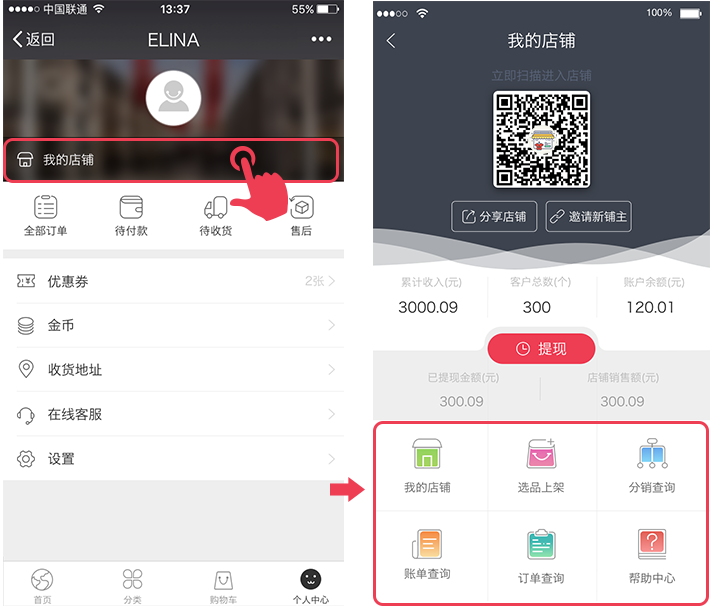 中国联通 13:37 55%
返回 ELINA
我的店铺
全部订单 待付款 待收货 售后
优惠券 2张
金币
收货地址
在线客服
设置
首页 分类 购物车 个人中心
100%
我的店铺
立即扫描进入店铺
分享店铺 邀请新铺主
累计收入(元) 客户总数(个) 账户余额(元)
3000.09 300 120.01
提现
已提现金额(元) 店铺销售额(元)
300.09 300.09
我的店铺 选品上架 分销查询
账单查询 订单查询 帮助中心